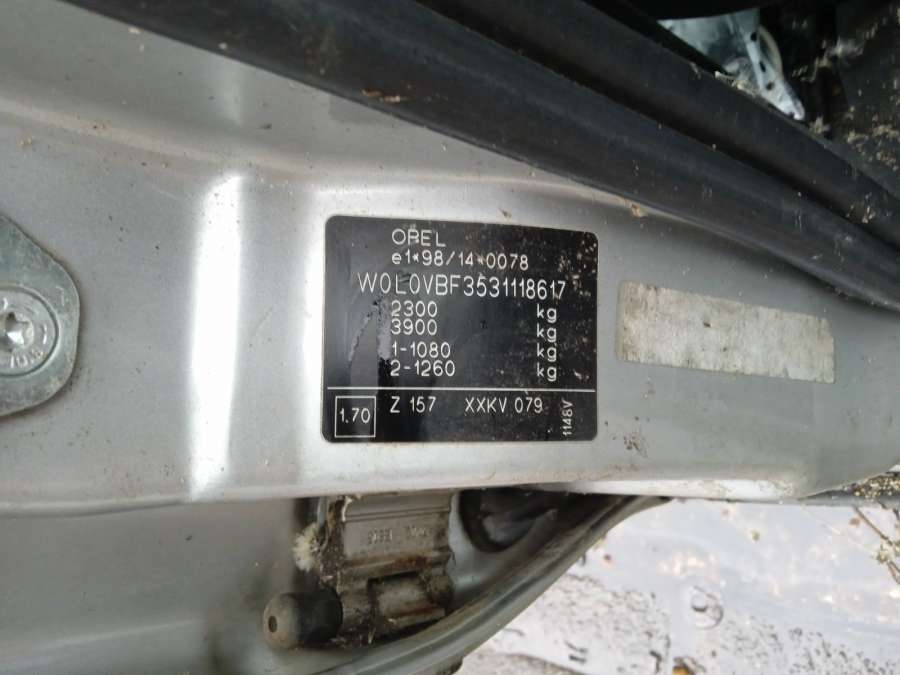 OPEL
e1*98/14*0078
W0L0VBF3531118617
2300 kg
3900 kg
1-1080 kg
2-1260 kg
1.70 Z 157 XXKV 079 1148V